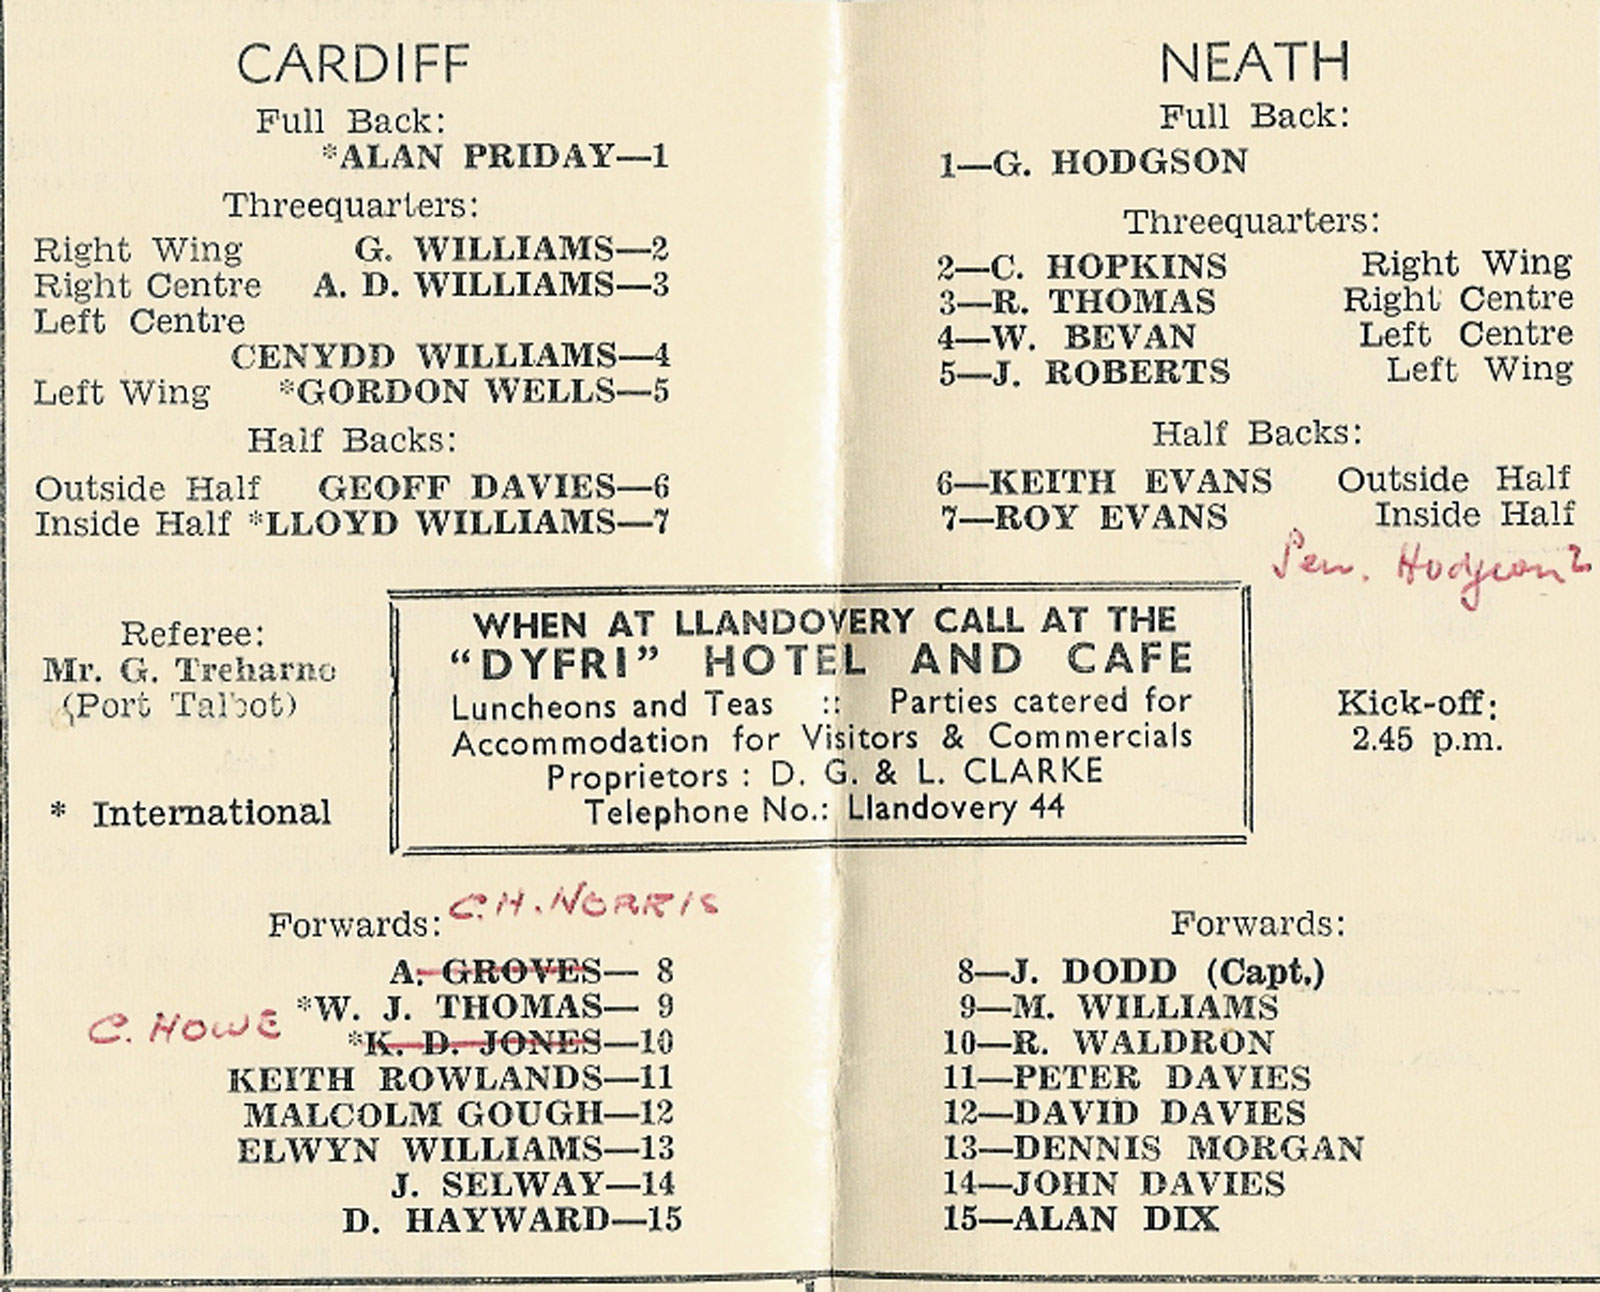 CARDIFF
Full Back:
*ALAN PRIDAY—1
Threequarters:
Right Wing G. WILLIAMS—2
Right Centre A. D. WILLIAMS—3
Left Centre
CENYDD WILLIAMS—4
Left Wing *GORDON WELLS—5
Half Backs:
Outside Half GEOFF DAVIES—6
Inside Half *LLOYD WILLIAMS—7
NEATH
Full Back:
1—G. HODGSON
Threequarters:
2—C. HOPKINS Right Wing
3—R. THOMAS Right Centre
4—W. BEVAN Left Centre
5—J. ROBERTS Left Wing
Half Backs:
6—KEITH EVANS Outside Half
7—ROY EVANS Inside Half
Pen. Hodgson 2
Referee:
Mr. G. Treharne
(Port Talbot)
* International
WHEN AT LLANDOVERY CALL AT THE
“DYFRI” HOTEL AND CAFE
Luncheons and Teas :: Parties catered for
Accommodation for Visitors & Commercials
Proprietors : D. G. & L. CLARKE
Telephone No.: Llandovery 44
Kick-off:
2.45 p.m.
Forwards: C.H. NORRIS
A. GROVES— 8
*W. J. THOMAS— 9
C. HOWE *K. D. JONES—10
KEITH ROWLANDS—11
MALCOLM GOUGH—12
ELWYN WILLIAMS—13
J. SELWAY—14
D. HAYWARD—15
Forwards:
8—J. DODD (Capt.)
9—M. WILLIAMS
10—R. WALDRON
11—PETER DAVIES
12—DAVID DAVIES
13—DENNIS MORGAN
14—JOHN DAVIES
15—ALAN DIX